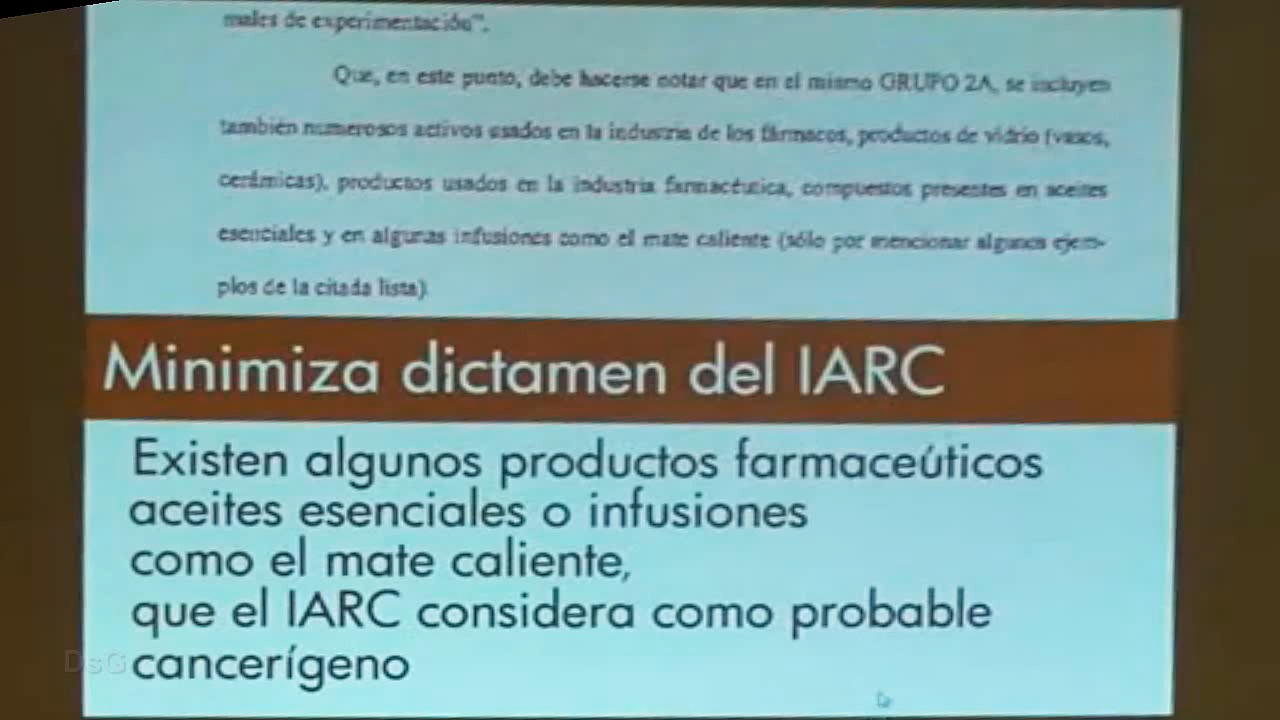 males de experimentación".
Que, en este punto, debe hacerse notar que en el mismo GRUPO 2A, se incluyen
también numerosos activos usados en la industria de los fármacos, productos de vidrio (vasos,
cerámicas), productos usados en la industria farmacéutica, compuestos presentes en aceites
esenciales y en algunas infusiones como el mate caliente (sólo por mencionar algunos ejem-
plos de la citada lista)
Minimiza dictamen del IARC
Existen algunos productos farmaceúticos
aceites esenciales o infusiones
como el mate caliente,
que el IARC considera como probable
cancerígeno
DsG